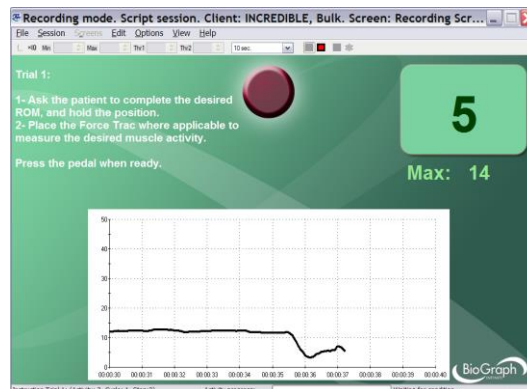 Recording mode. Script session. Client: INCREDIBLE, Bulk. Screen: Recording Scr...
File Session Screens Edit Options View Help
Min Max Thr1 Thr2 10 sec.
Trial 1:
1- Ask the patient to complete the desired
ROM, and hold the position.
2- Place the Force Trac where applicable to
measure the desired muscle activity.
Press the pedal when ready.
5
Max: 14
50
40
30
20
10
0
00:00:30 00:00:31 00:00:32 00:00:33 00:00:34 00:00:35 00:00:36 00:00:37 00:00:38 00:00:39 00:00:40
BioGraph